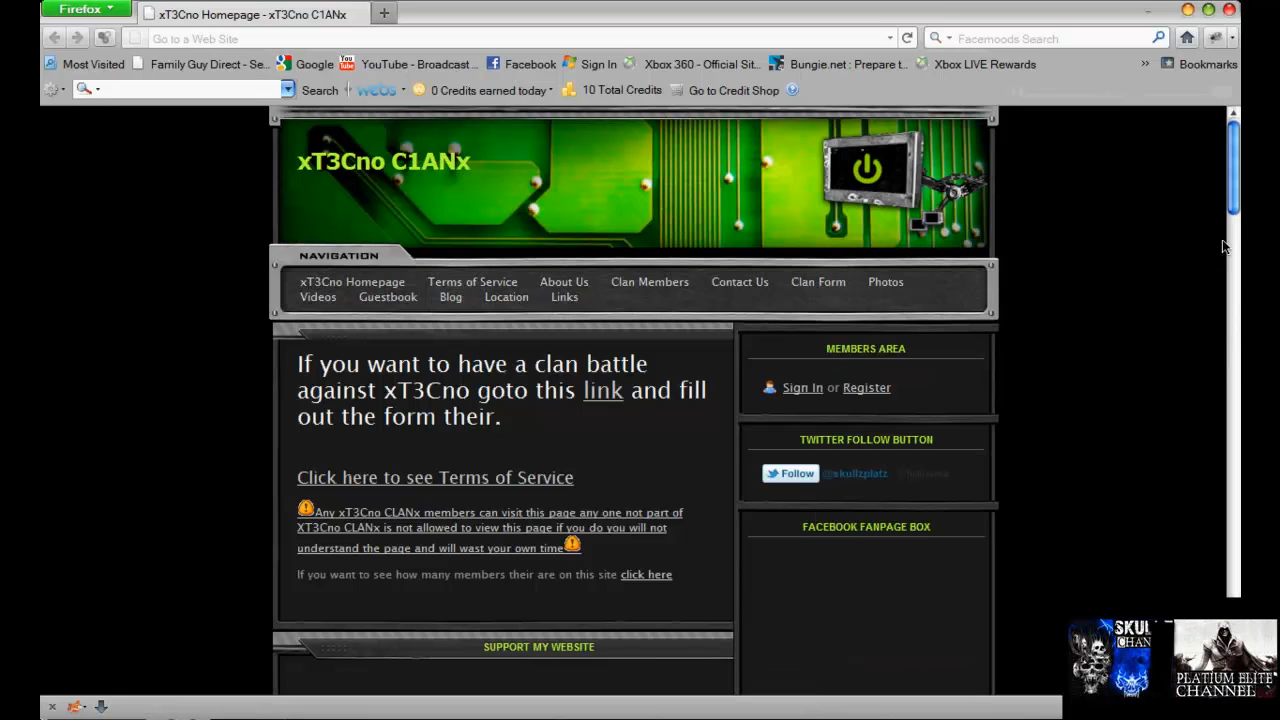 Firefox
xT3Cno Homepage - xT3Cno C1ANx
Go to a Web Site
Facemoods Search
Most Visited
Family Guy Direct - Se...
Google
YouTube - Broadcast ...
Facebook
Sign In
Xbox 360 - Official Sit...
Bungie.net : Prepare t...
Xbox LIVE Rewards
»
Bookmarks
Search
webs
0 Credits earned today
10 Total Credits
Go to Credit Shop
xT3Cno C1ANx
NAVIGATION
xT3Cno Homepage Terms of Service About Us Clan Members Contact Us Clan Form Photos
Videos Guestbook Blog Location Links
If you want to have a clan battle
against xT3Cno goto this link and fill
out the form their.
Click here to see Terms of Service
Any xT3Cno CLANx members can visit this page any one not part of
XT3Cno CLANx is not allowed to view this page if you do you will not
understand the page and will wast your own time
If you want to see how many members their are on this site click here
SUPPORT MY WEBSITE
MEMBERS AREA
Sign In or Register
TWITTER FOLLOW BUTTON
Follow @skullzplatz
FACEBOOK FANPAGE BOX
SKUL
CHAN
PLATIUM ELITE
CHANNEL